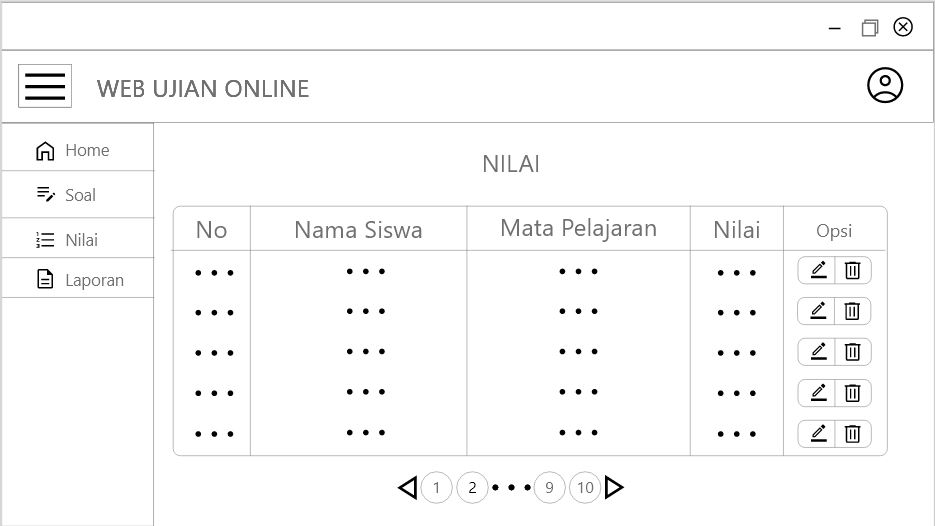 WEB UJIAN ONLINE
Home
Soal
Nilai
Laporan
NILAI
No Nama Siswa Mata Pelajaran Nilai Opsi
• • • • • • • • • • • •
• • • • • • • • • • • •
• • • • • • • • • • • •
• • • • • • • • • • • •
• • • • • • • • • • • •
1 2 • • • 9 10